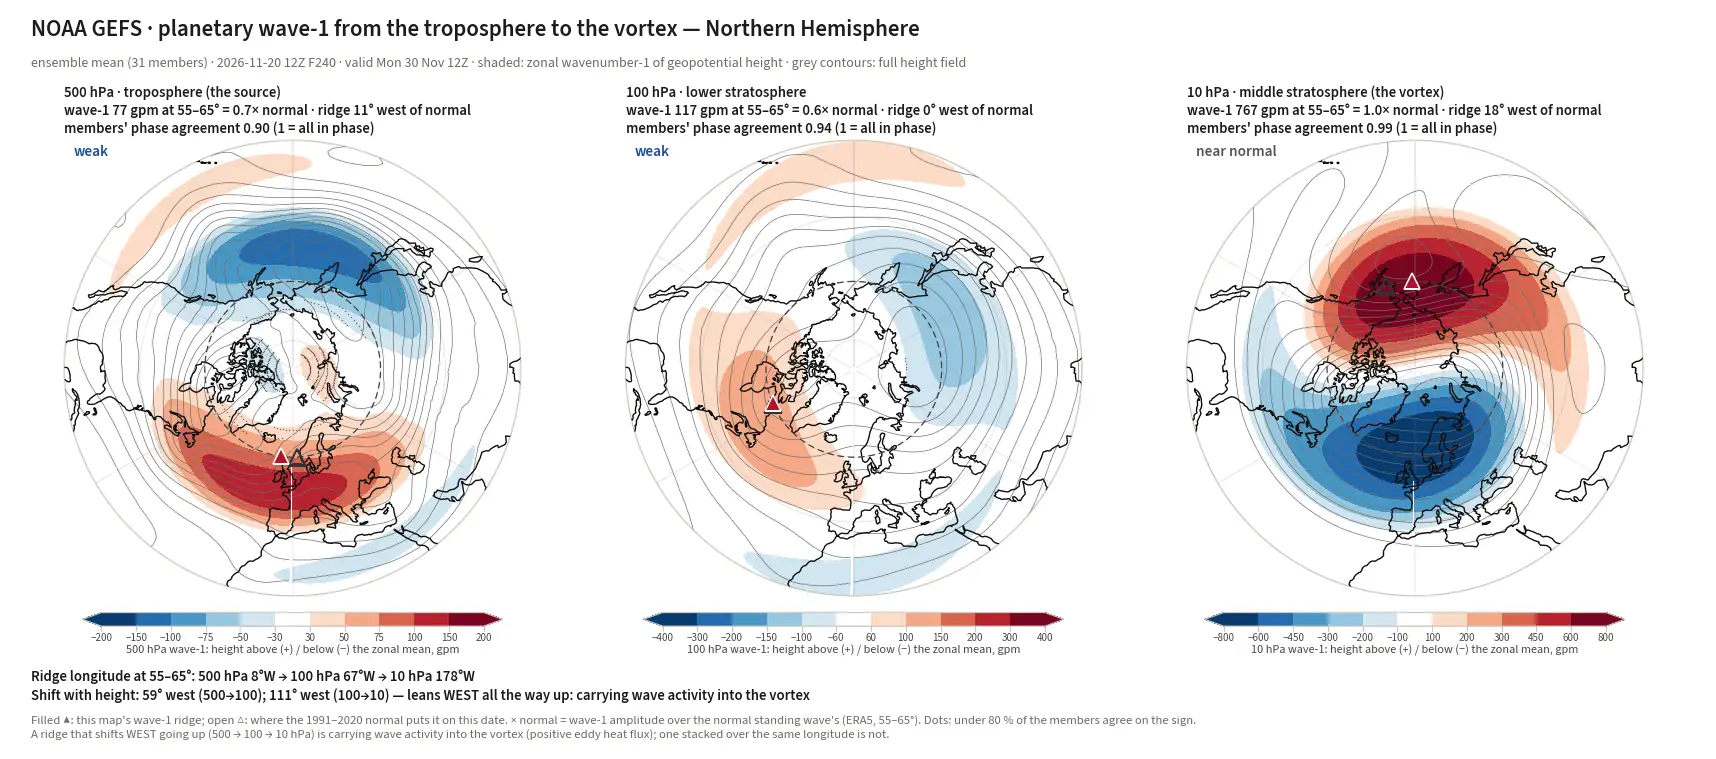 NOAA GEFS · planetary wave-1 from the troposphere to the vortex — Northern Hemisphere
ensemble mean (31 members) · 2026-11-20 12Z F240 · valid Mon 30 Nov 12Z · shaded: zonal wavenumber-1 of geopotential height · grey contours: full height field
500 hPa · troposphere (the source)
wave-1 77 gpm at 55–65° = 0.7× normal · ridge 11° west of normal
members' phase agreement 0.90 (1 = all in phase)
weak
100 hPa · lower stratosphere
wave-1 117 gpm at 55–65° = 0.6× normal · ridge 0° west of normal
members' phase agreement 0.94 (1 = all in phase)
weak
10 hPa · middle stratosphere (the vortex)
wave-1 767 gpm at 55–65° = 1.0× normal · ridge 18° west of normal
members' phase agreement 0.99 (1 = all in phase)
near normal
−200 −150 −100 −75 −50 −30 30 50 75 100 150 200
500 hPa wave-1: height above (+) / below (−) the zonal mean, gpm
−400 −300 −200 −150 −100 −60 60 100 150 200 300 400
100 hPa wave-1: height above (+) / below (−) the zonal mean, gpm
−800 −600 −450 −300 −200 −100 100 200 300 450 600 800
10 hPa wave-1: height above (+) / below (−) the zonal mean, gpm
Ridge longitude at 55–65°: 500 hPa 8°W → 100 hPa 67°W → 10 hPa 178°W
Shift with height: 59° west (500→100); 111° west (100→10) — leans WEST all the way up: carrying wave activity into the vortex
Filled ▲: this map's wave-1 ridge; open △: where the 1991–2020 normal puts it on this date. × normal = wave-1 amplitude over the normal standing wave's (ERA5, 55–65°). Dots: under 80 % of the members agree on the sign.
A ridge that shifts WEST going up (500 → 100 → 10 hPa) is carrying wave activity into the vortex (positive eddy heat flux); one stacked over the same longitude is not.